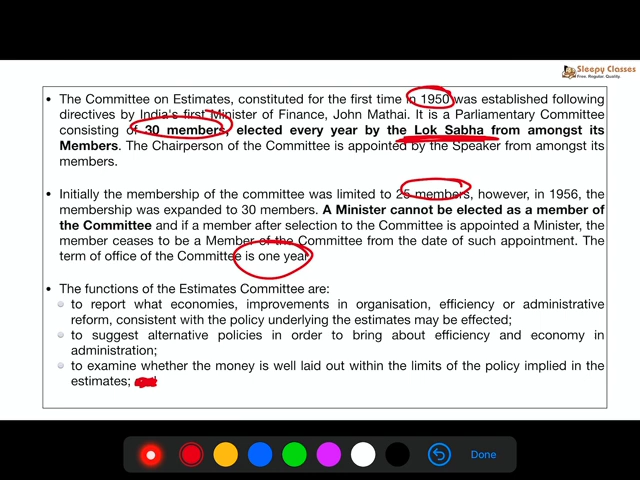 Sleepy Classes
Free. Regular. Quality.
• The Committee on Estimates, constituted for the first time in 1950 was established following
directives by India's first Minister of Finance, John Mathai. It is a Parliamentary Committee
consisting of 30 members, elected every year by the Lok Sabha from amongst its
Members. The Chairperson of the Committee is appointed by the Speaker from amongst its
members.
• Initially the membership of the committee was limited to 25 members, however, in 1956, the
membership was expanded to 30 members. A Minister cannot be elected as a member of
the Committee and if a member after selection to the Committee is appointed a Minister, the
member ceases to be a Member of the Committee from the date of such appointment. The
term of office of the Committee is one year
• The functions of the Estimates Committee are:
to report what economies, improvements in organisation, efficiency or administrative
reform, consistent with the policy underlying the estimates may be effected;
to suggest alternative policies in order to bring about efficiency and economy in
administration;
to examine whether the money is well laid out within the limits of the policy implied in the
estimates;
Done